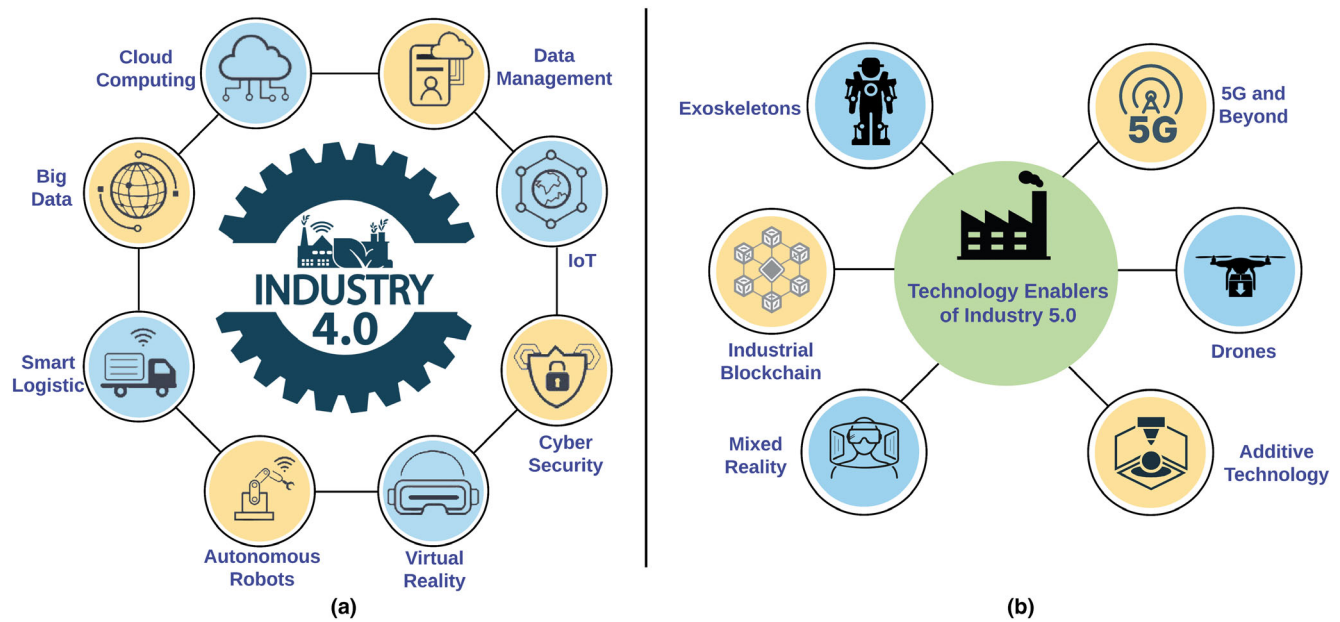 Cloud
Computing
Data
Management
Big
Data
IoT
INDUSTRY
4.0
Smart
Logistic
Cyber
Security
Autonomous
Robots
Virtual
Reality
(a)
Exoskeletons
5G
5G and
Beyond
Technology Enablers
of Industry 5.0
Industrial
Blockchain
Drones
Mixed
Reality
Additive
Technology
(b)